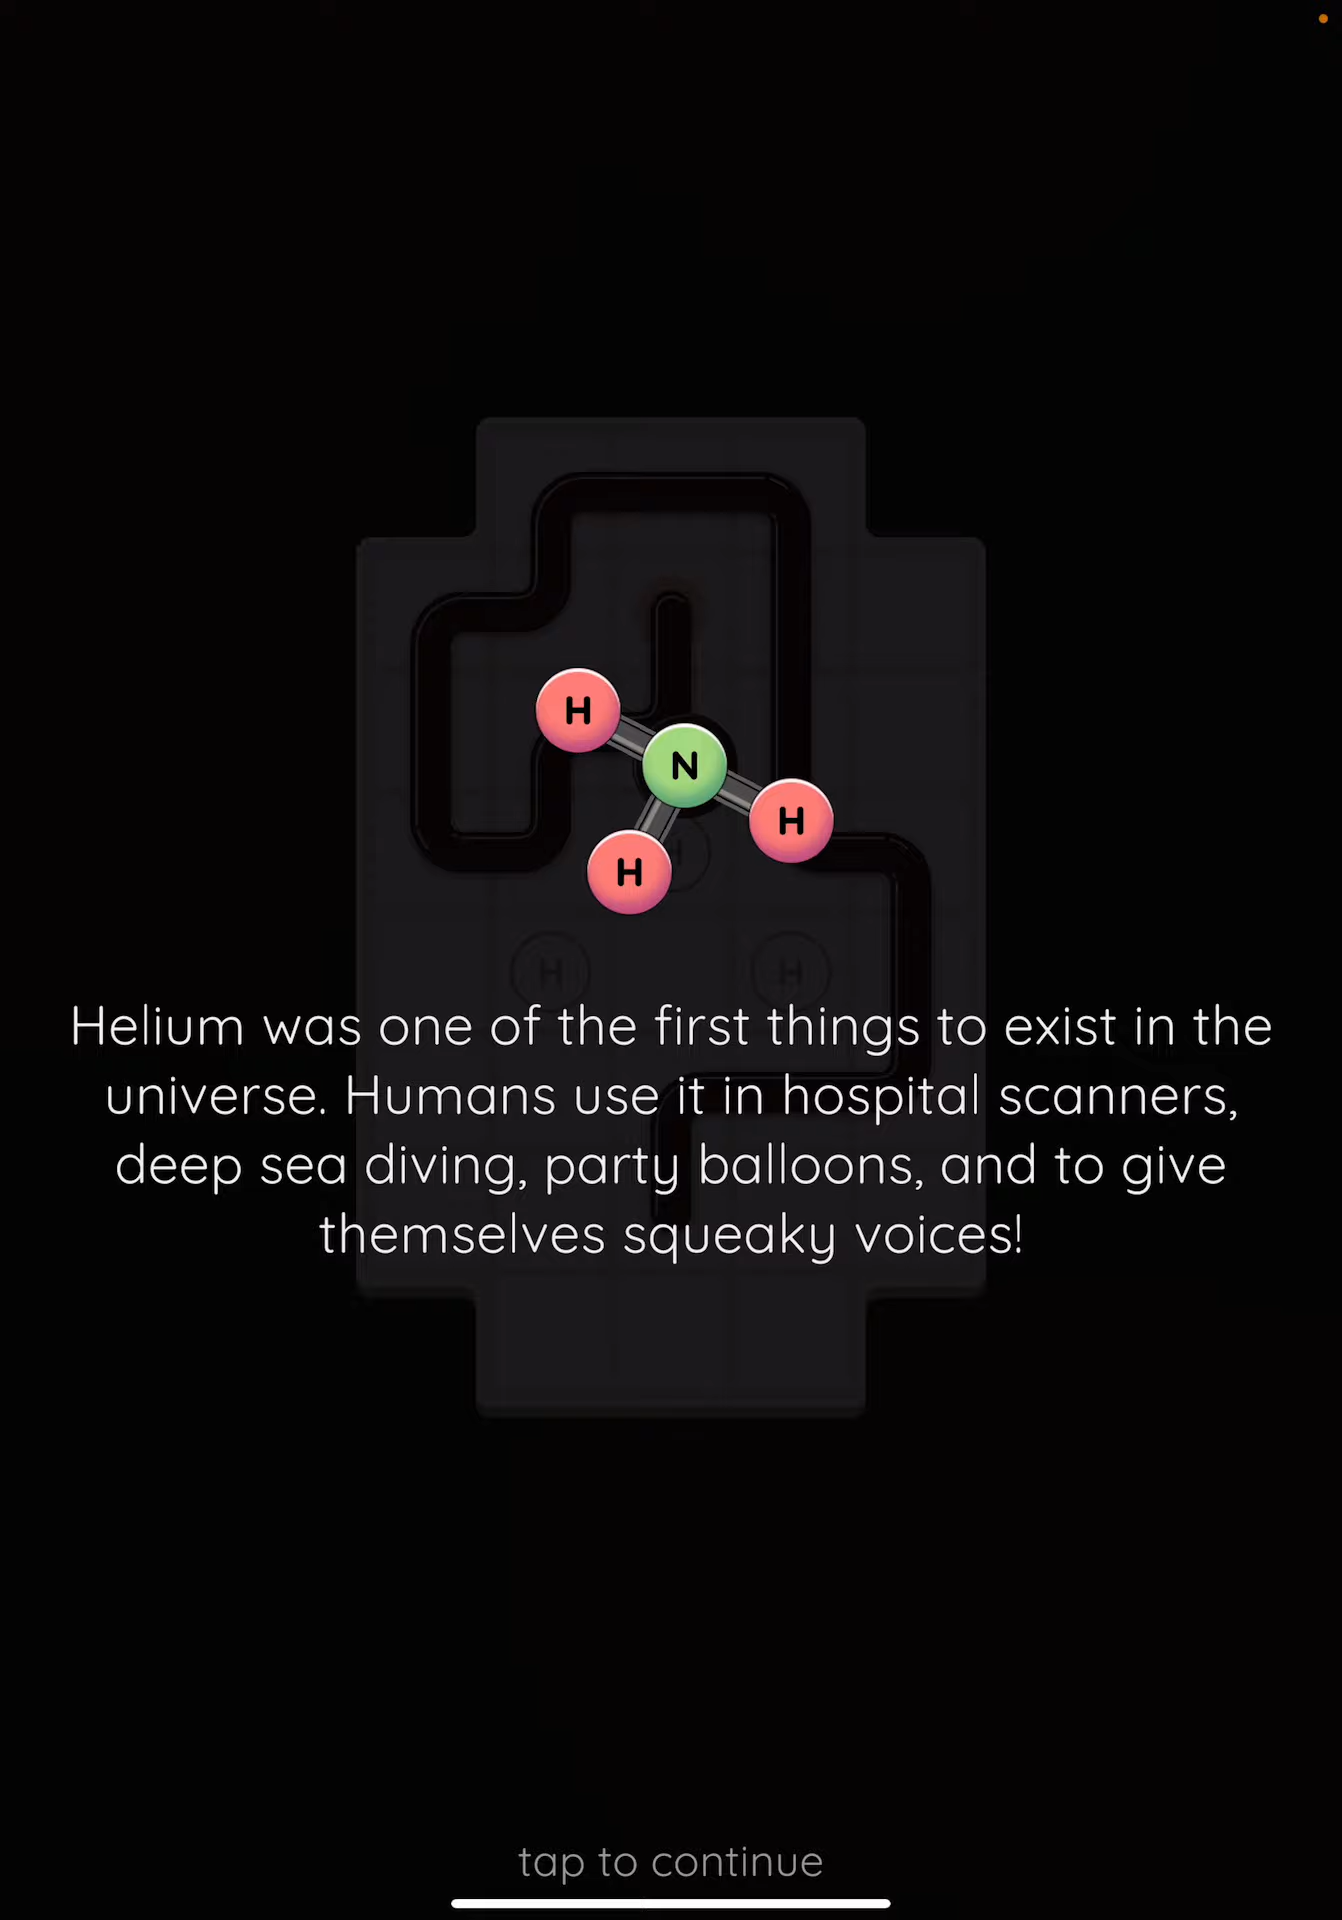 H
N
H
H
H
H
H
Helium was one of the first things to exist in the
universe. Humans use it in hospital scanners,
deep sea diving, party balloons, and to give
themselves squeaky voices!
tap to continue